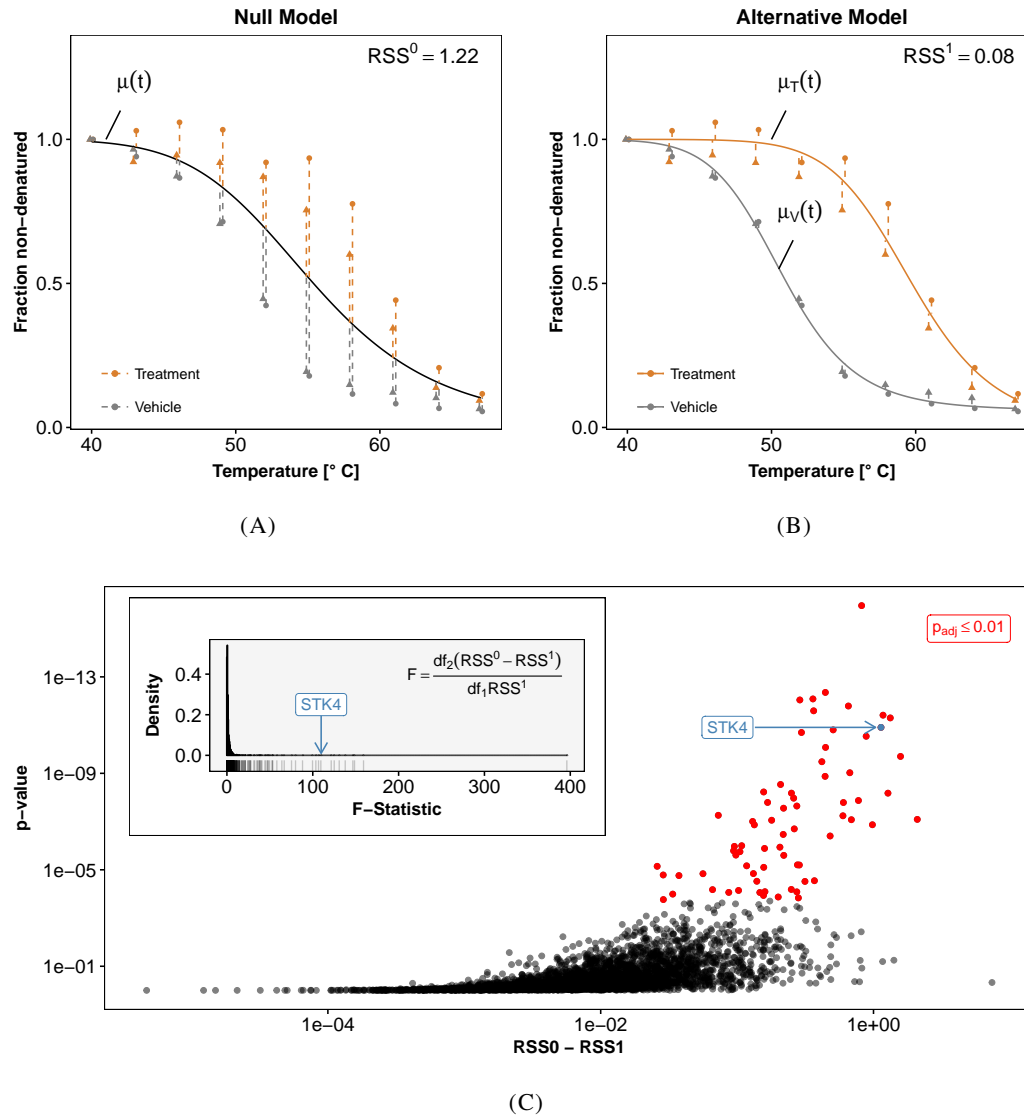 Null Model
RSS⁰ = 1.22
μ(t)
1.0
0.5
0.0
Fraction non−denatured
Treatment
Vehicle
40
50
60
Temperature [° C]
(A)
Alternative Model
RSS¹ = 0.08
μ_T(t)
μ_V(t)
1.0
0.5
0.0
Fraction non−denatured
Treatment
Vehicle
40
50
60
Temperature [° C]
(B)
p_adj ≤ 0.01
STK4
1e−13
1e−09
1e−05
1e−01
p−value
1e−04
1e−02
1e+00
RSS0 − RSS1
0.4
0.2
0.0
Density
F = df₂(RSS⁰ − RSS¹) / df₁RSS¹
STK4
0
100
200
300
400
F−Statistic
(C)